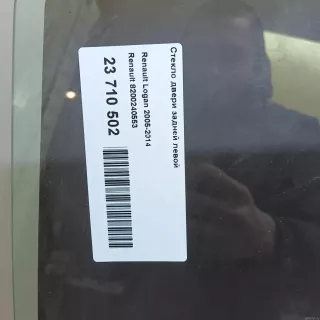 Стекло двери задней левой
Renault Logan 2005-2014
Renault 8200240553
23 710 502